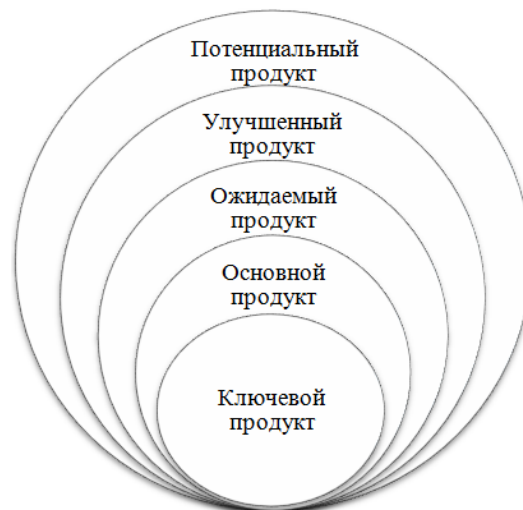 Потенциальный
продукт
Улучшенный
продукт
Ожидаемый
продукт
Основной
продукт
Ключевой
продукт